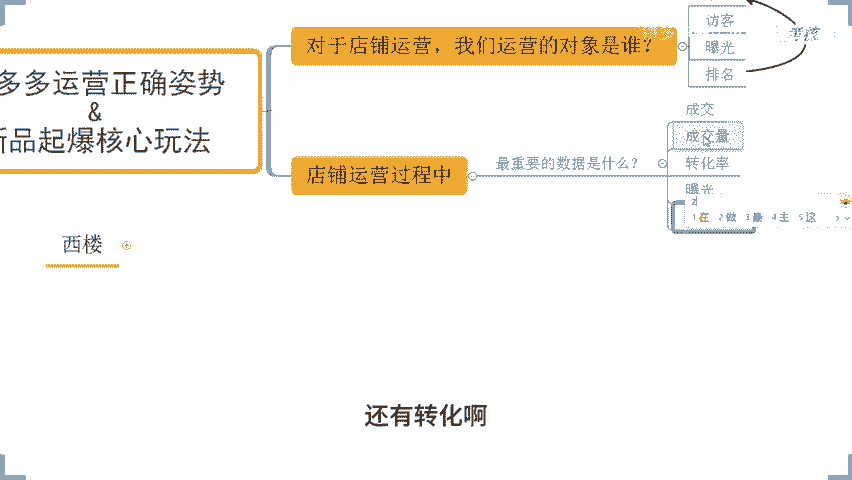 访客
对于店铺运营，我们运营的对象是谁？
曝光
排名
多多运营正确姿势
&
新品起爆核心玩法
成交
成交量
店铺运营过程中
最重要的数据是什么？
转化率
曝光
z
1在 2做 3最 4主 5这
西楼
还有转化啊